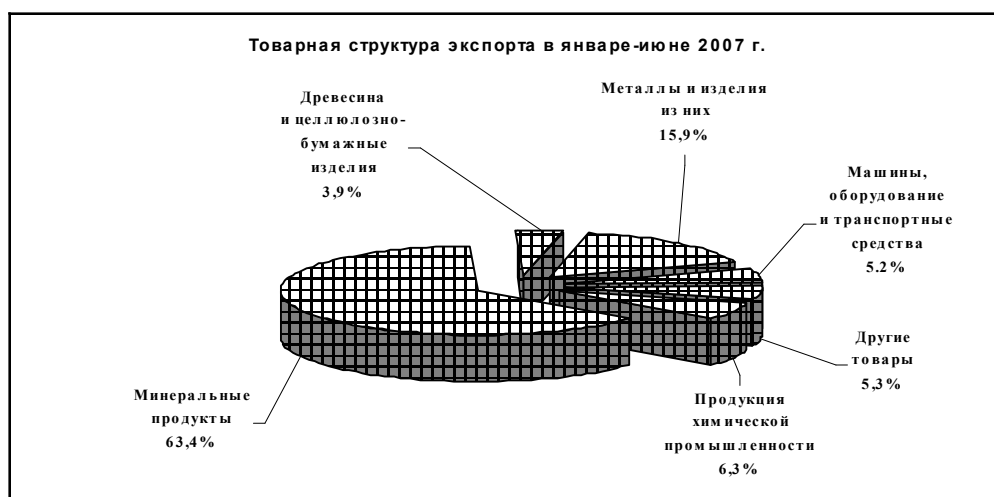 Товарная структура экспорта в январе-июне 2007 г.
Древесина
и целлюлозно-
бумажные
изделия
3,9%
Металлы и изделия
из них
15,9%
Машины,
оборудование
и транспортные
средства
5.2%
Другие
товары
5,3%
Продукция
химической
промышленности
6,3%
Минеральные
продукты
63,4%